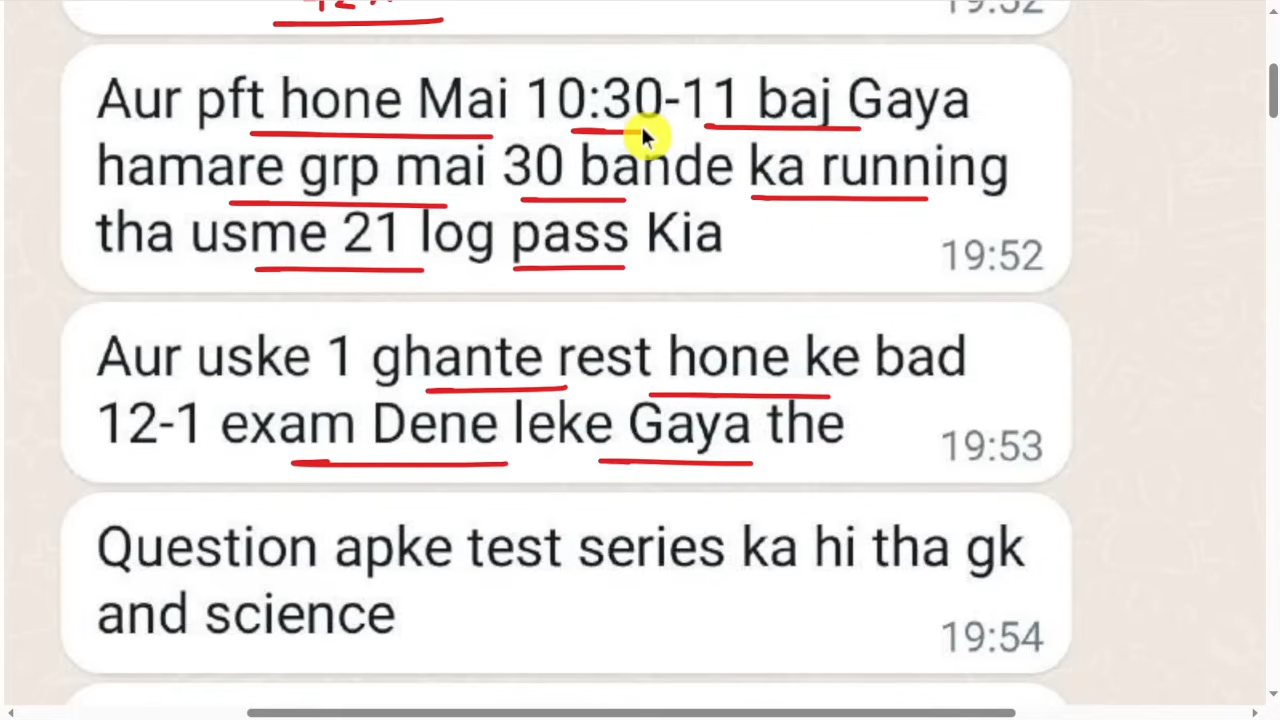 19:52
Aur pft hone Mai 10:30-11 baj Gaya
hamare grp mai 30 bande ka running
tha usme 21 log pass Kia
19:52
Aur uske 1 ghante rest hone ke bad
12-1 exam Dene leke Gaya the
19:53
Question apke test series ka hi tha gk
and science
19:54